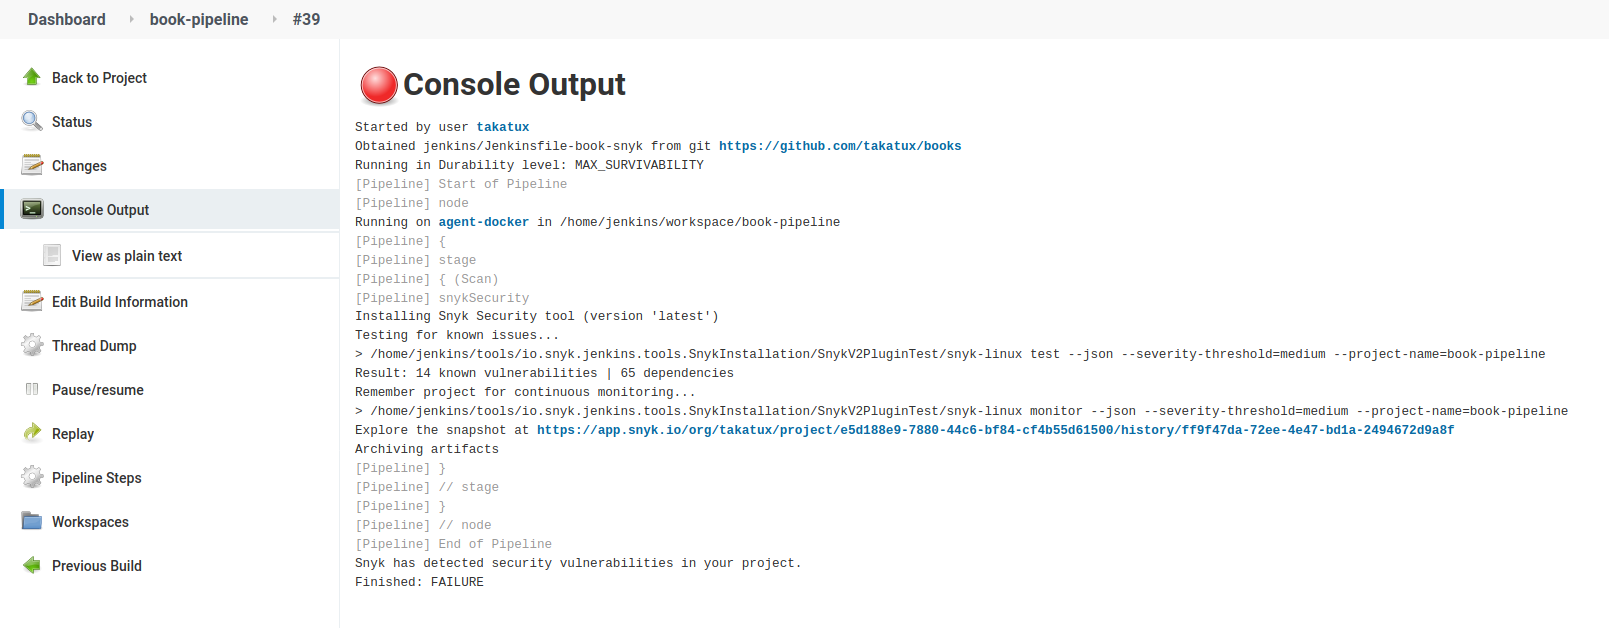 Dashboard book-pipeline #39
Back to Project
Status
Changes
Console Output
View as plain text
Edit Build Information
Thread Dump
Pause/resume
Replay
Pipeline Steps
Workspaces
Previous Build
Console Output
Started by user takatux
Obtained jenkins/Jenkinsfile-book-snyk from git https://github.com/takatux/books
Running in Durability level: MAX_SURVIVABILITY
[Pipeline] Start of Pipeline
[Pipeline] node
Running on agent-docker in /home/jenkins/workspace/book-pipeline
[Pipeline] {
[Pipeline] stage
[Pipeline] { (Scan)
[Pipeline] snykSecurity
Installing Snyk Security tool (version 'latest')
Testing for known issues...
> /home/jenkins/tools/io.snyk.jenkins.tools.SnykInstallation/SnykV2PluginTest/snyk-linux test --json --severity-threshold=medium --project-name=book-pipeline
Result: 14 known vulnerabilities | 65 dependencies
Remember project for continuous monitoring...
> /home/jenkins/tools/io.snyk.jenkins.tools.SnykInstallation/SnykV2PluginTest/snyk-linux monitor --json --severity-threshold=medium --project-name=book-pipeline
Explore the snapshot at https://app.snyk.io/org/takatux/project/e5d188e9-7880-44c6-bf84-cf4b55d61500/history/ff9f47da-72ee-4e47-bd1a-2494672d9a8f
Archiving artifacts
[Pipeline] }
[Pipeline] // stage
[Pipeline] }
[Pipeline] // node
[Pipeline] End of Pipeline
Snyk has detected security vulnerabilities in your project.
Finished: FAILURE